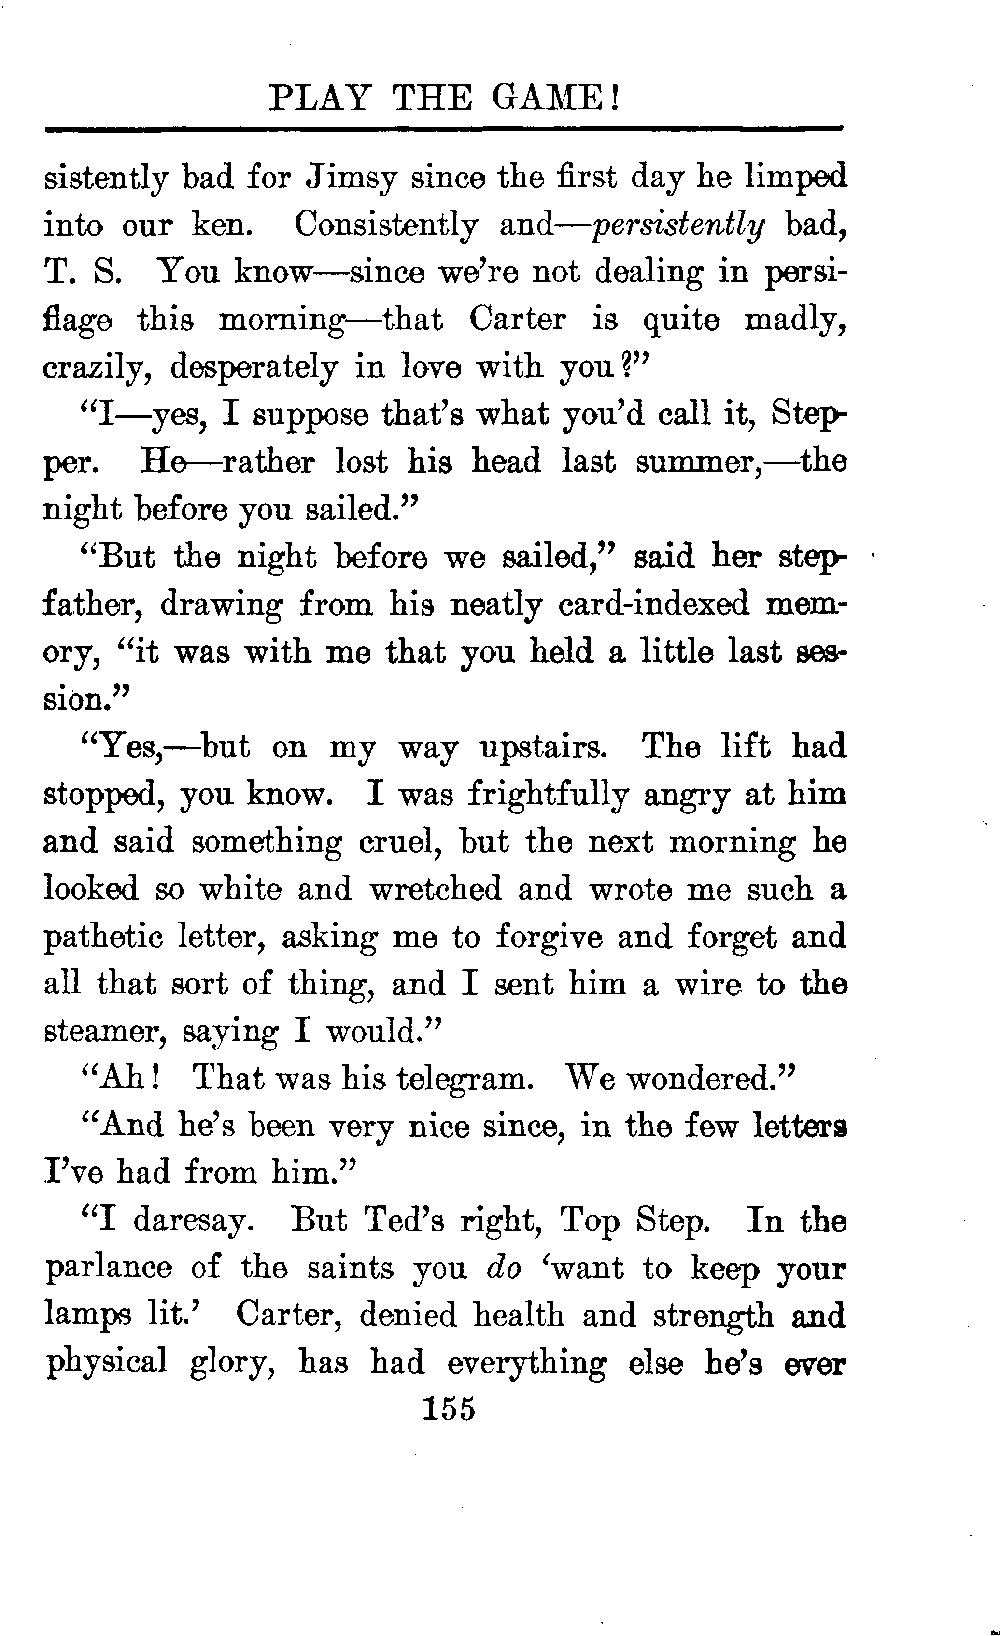 PLAY THE GAME!
sistently bad for Jimsy since the first day he limped
into our ken. Consistently and—persistently bad,
T. S. You know—since we're not dealing in persi-
flage this morning—that Carter is quite madly,
crazily, desperately in love with you?”
“I—yes, I suppose that's what you'd call it, Step-
per. He—rather lost his head last summer,—the
night before you sailed.”
“But the night before we sailed,” said her step-
father, drawing from his neatly card-indexed mem-
ory, “it was with me that you held a little last ses-
sion.”
“Yes,—but on my way upstairs. The lift had
stopped, you know. I was frightfully angry at him
and said something cruel, but the next morning he
looked so white and wretched and wrote me such a
pathetic letter, asking me to forgive and forget and
all that sort of thing, and I sent him a wire to the
steamer, saying I would.”
“Ah! That was his telegram. We wondered.”
“And he's been very nice since, in the few letters
I've had from him.”
“I daresay. But Ted's right, Top Step. In the
parlance of the saints you do ‘want to keep your
lamps lit.’ Carter, denied health and strength and
physical glory, has had everything else he's ever
155